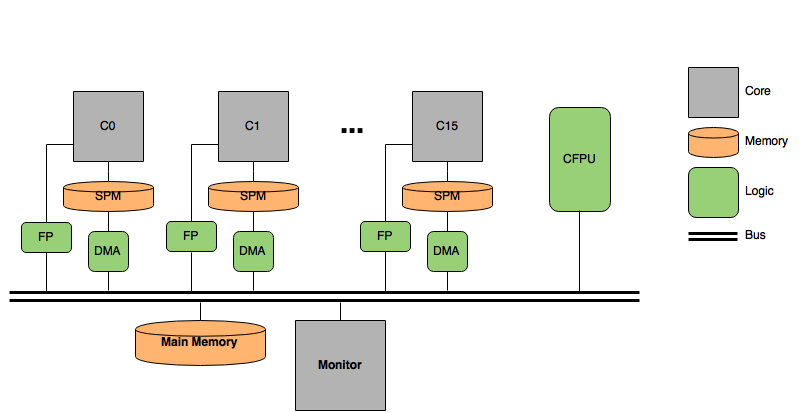 C0
C1
...
C15
CFPU
SPM
SPM
SPM
FP
DMA
FP
DMA
FP
DMA
Main Memory
Monitor
Core
Memory
Logic
Bus